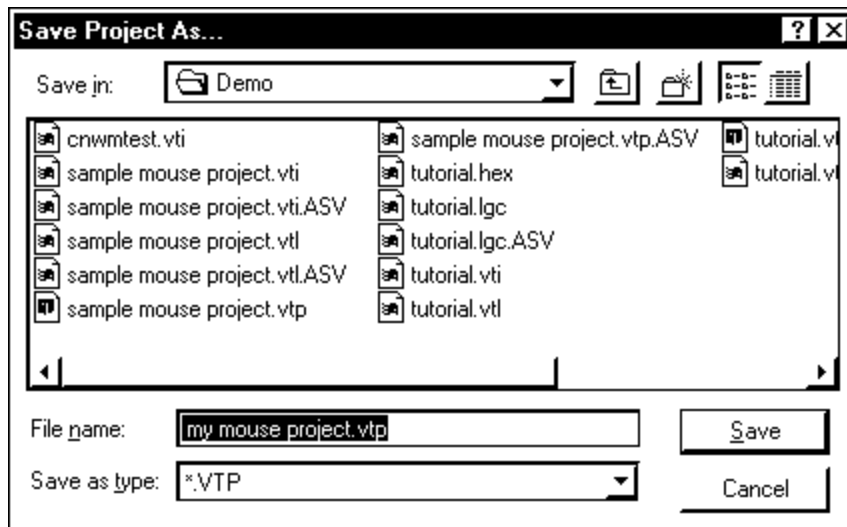 Save Project As...
Save in:
Demo
cnwmtest.vti
sample mouse project.vti
sample mouse project.vti.ASV
sample mouse project.vtl
sample mouse project.vtl.ASV
sample mouse project.vtp
sample mouse project.vtp.ASV
tutorial.hex
tutorial.lgc
tutorial.lgc.ASV
tutorial.vti
tutorial.vtl
File name:
my mouse project.vtp
Save
Save as type:
*.VTP
Cancel